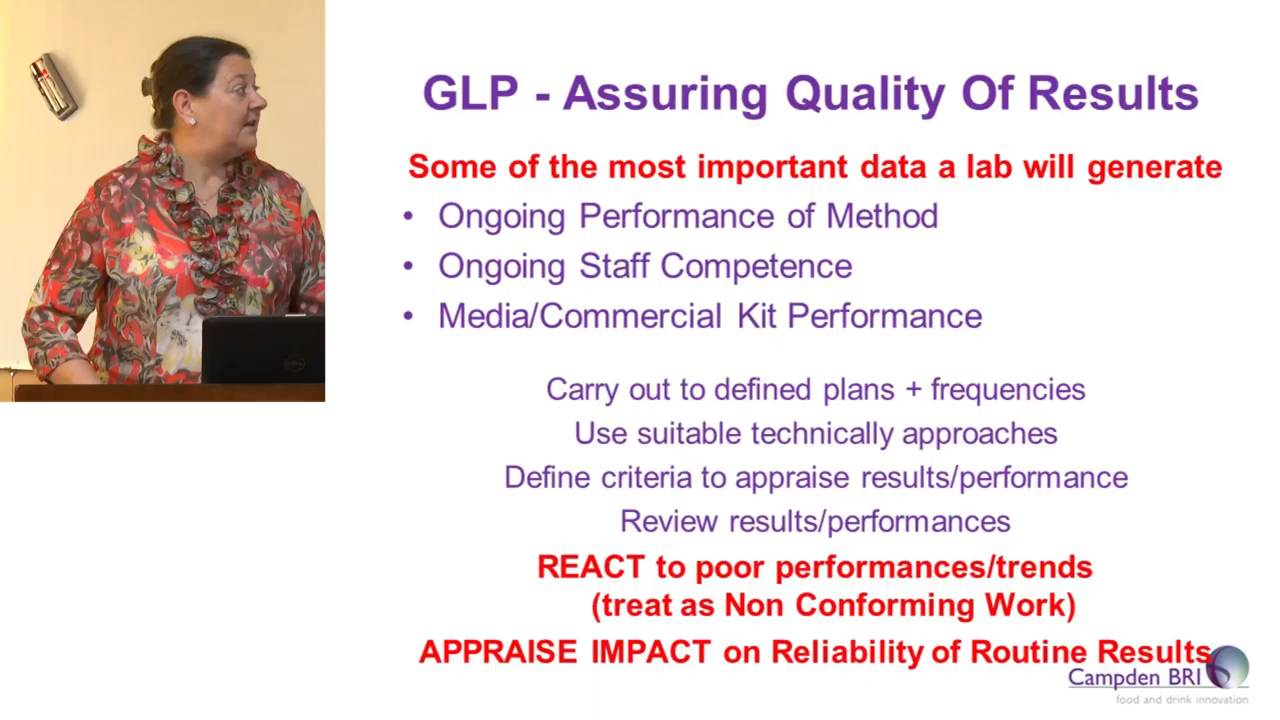 GLP - Assuring Quality Of Results
Some of the most important data a lab will generate
• Ongoing Performance of Method
• Ongoing Staff Competence
• Media/Commercial Kit Performance
Carry out to defined plans + frequencies
Use suitable technically approaches
Define criteria to appraise results/performance
Review results/performances
REACT to poor performances/trends
(treat as Non Conforming Work)
APPRAISE IMPACT on Reliability of Routine Results
Campden BRI
food and drink innovation